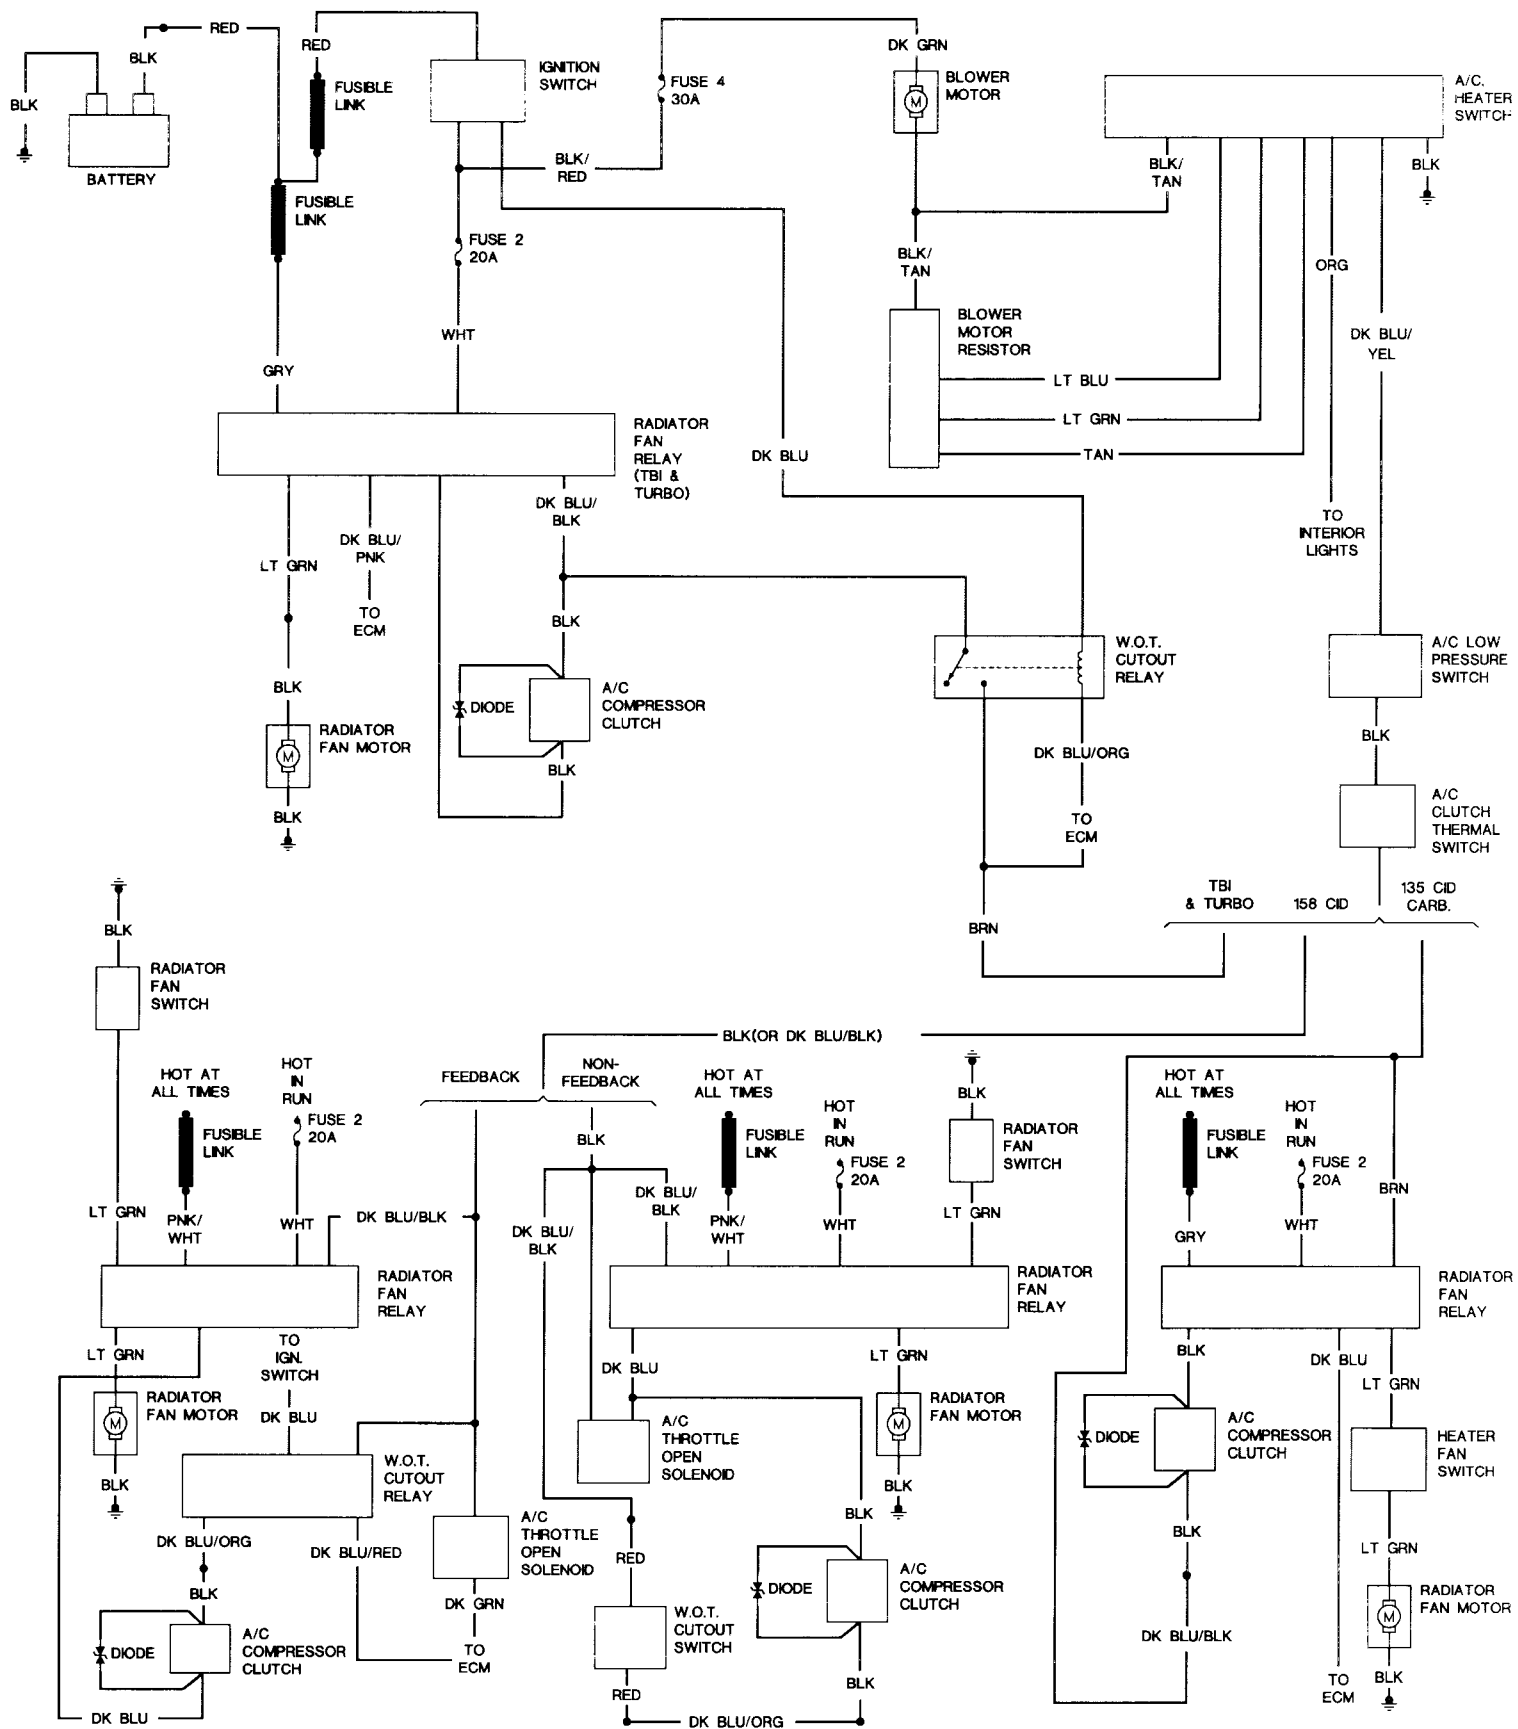 RED
BLK
BLK
BATTERY
RED
FUSIBLE
LINK
IGNITION
SWITCH
FUSIBLE
LINK
BLK/
RED
FUSE 4
30A
DK GRN
BLOWER
MOTOR
A/C.
HEATER
SWITCH
BLK/
TAN
BLK
FUSE 2
20A
BLK/
TAN
ORG
WHT
GRY
BLOWER
MOTOR
RESISTOR
DK BLU/
YEL
LT BLU
LT GRN
TAN
RADIATOR
FAN
RELAY
(TBI &
TURBO)
DK BLU
DK BLU/
BLK
DK BLU/
PNK
LT GRN
TO
INTERIOR
LIGHTS
TO
ECM
BLK
BLK
W.O.T.
CUTOUT
RELAY
A/C LOW
PRESSURE
SWITCH
DIODE
A/C
COMPRESSOR
CLUTCH
RADIATOR
FAN MOTOR
BLK
BLK
DK BLU/ORG
BLK
TO
ECM
A/C
CLUTCH
THERMAL
SWITCH
TBI
& TURBO
158 CID
135 CID
CARB.
BRN
BLK
RADIATOR
FAN
SWITCH
BLK(OR DK BLU/BLK)
HOT AT
ALL TIMES
HOT
IN
RUN
FEEDBACK
NON-
FEEDBACK
HOT AT
ALL TIMES
HOT
IN
RUN
BLK
HOT AT
ALL TIMES
HOT
IN
RUN
FUSIBLE
LINK
FUSE 2
20A
BLK
FUSIBLE
LINK
FUSE 2
20A
RADIATOR
FAN
SWITCH
FUSIBLE
LINK
FUSE 2
20A
LT GRN
PNK/
WHT
WHT
DK BLU/BLK
DK BLU/
BLK
DK BLU/
BLK
PNK/
WHT
WHT
LT GRN
GRY
WHT
BRN
RADIATOR
FAN
RELAY
RADIATOR
FAN
RELAY
RADIATOR
FAN
RELAY
LT GRN
TO
IGN.
SWITCH
DK BLU
LT GRN
BLK
DK BLU
LT GRN
RADIATOR
FAN MOTOR
DK BLU
A/C
THROTTLE
OPEN
SOLENOID
RADIATOR
FAN MOTOR
DIODE
A/C
COMPRESSOR
CLUTCH
HEATER
FAN
SWITCH
BLK
W.O.T.
CUTOUT
RELAY
BLK
DK BLU/ORG
DK BLU/RED
A/C
THROTTLE
OPEN
SOLENOID
BLK
BLK
LT GRN
BLK
DK GRN
RED
DIODE
A/C
COMPRESSOR
CLUTCH
RADIATOR
FAN MOTOR
DIODE
A/C
COMPRESSOR
CLUTCH
TO
ECM
W.O.T.
CUTOUT
SWITCH
DK BLU/BLK
BLK
RED
BLK
TO
ECM
DK BLU
DK BLU/ORG
M
M
M
M
M